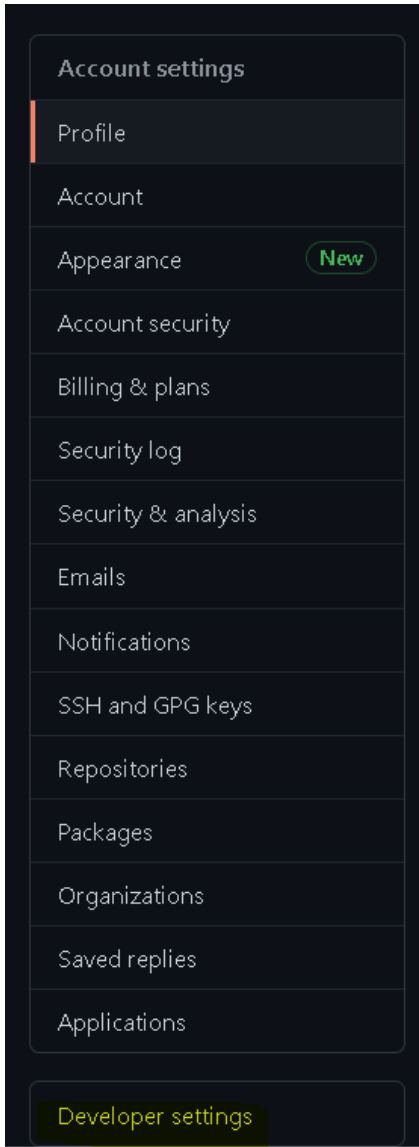 Account settings
Profile
Account
Appearance New
Account security
Billing & plans
Security log
Security & analysis
Emails
Notifications
SSH and GPG keys
Repositories
Packages
Organizations
Saved replies
Applications
Developer settings